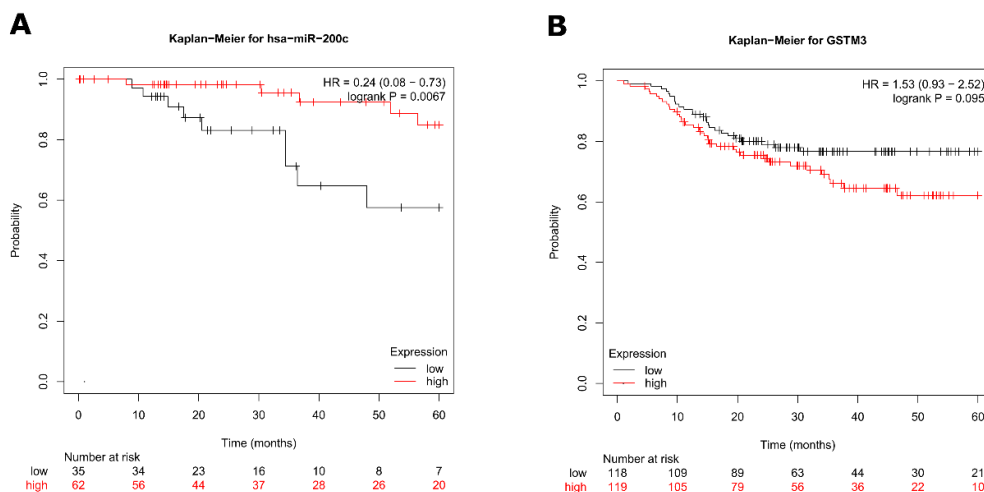 A
Kaplan−Meier for hsa−miR−200c
HR = 0.24 (0.08 − 0.73)
logrank P = 0.0067
Probability
1.0
0.8
0.6
0.4
0.2
0.0
Expression
low
high
0 10 20 30 40 50 60
Time (months)
Number at risk
low 35 34 23 16 10 8 7
high 62 56 44 37 28 26 20
B
Kaplan−Meier for GSTM3
HR = 1.53 (0.93 − 2.52)
logrank P = 0.095
Probability
1.0
0.8
0.6
0.4
0.2
0.0
Expression
low
high
0 10 20 30 40 50 60
Time (months)
Number at risk
low 118 109 89 63 44 30 21
high 119 105 79 56 36 22 10